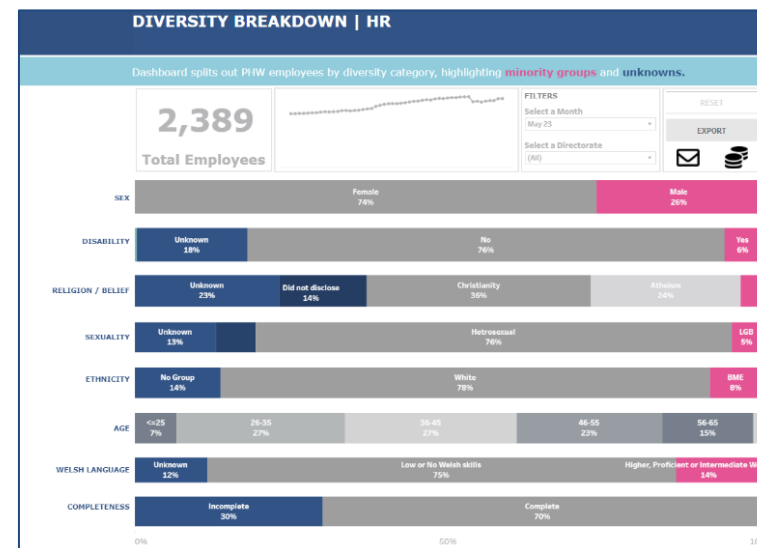 DIVERSITY BREAKDOWN | HR
Dashboard splits out PHW employees by diversity category, highlighting minority groups and unknowns.
2,389
Total Employees
FILTERS
Select a Month
May 23
Select a Directorate
(All)
RESET
EXPORT
SEX
Female
74%
Male
26%
DISABILITY
Unknown
18%
No
76%
Yes
6%
RELIGION / BELIEF
Unknown
23%
Did not disclose
14%
Christianity
36%
Atheism
24%
SEXUALITY
Unknown
13%
Hetrosexual
76%
LGB
5%
ETHNICITY
No Group
14%
White
78%
BME
8%
AGE
<=25
7%
26-35
27%
36-45
27%
46-55
23%
56-65
15%
WELSH LANGUAGE
Unknown
12%
Low or No Welsh skills
75%
Higher, Proficient or Intermediate W
14%
COMPLETENESS
Incomplete
30%
Complete
70%
0%
50%